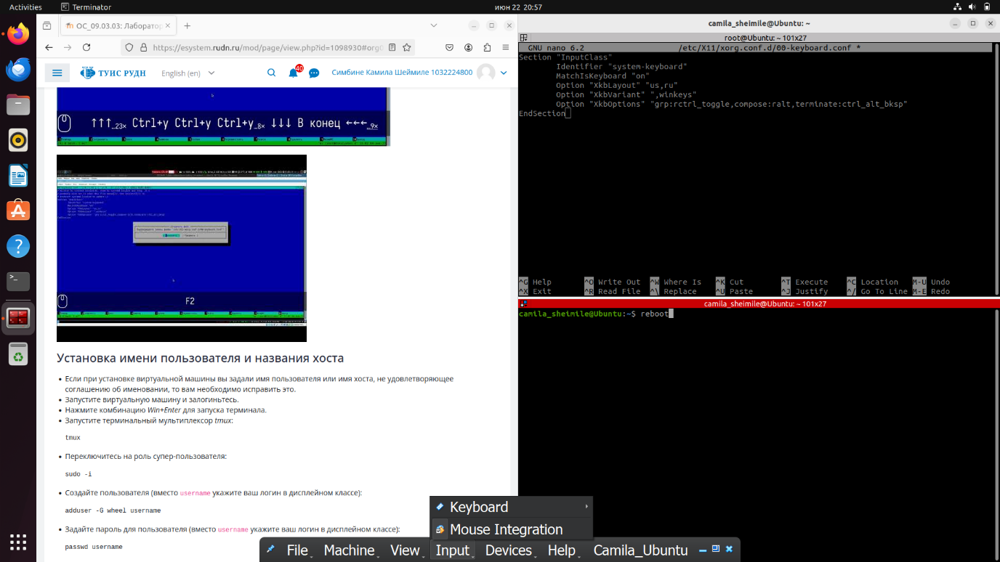 Activities
Terminator
июн 22 20:57
ОС_09.03.03: Лаборатор
https://esystem.rudn.ru/mod/page/view.php?id=1098930#org0
ТУИС РУДН
English (en)
40
Симбине Камила Шеймиле 1032224800
↑↑↑…23× Ctrl+y Ctrl+y Ctrl+y…8× ↓↓↓ В конец ←←←…9×
F2
Установка имени пользователя и названия хоста
Если при установке виртуальной машины вы задали имя пользователя или имя хоста, не удовлетворяющее
соглашению об именовании, то вам необходимо исправить это.
Запустите виртуальную машину и залогиньтесь.
Нажмите комбинацию Win+Enter для запуска терминала.
Запустите терминальный мультиплексор tmux:
tmux
Переключитесь на роль супер-пользователя:
sudo -i
Создайте пользователя (вместо username укажите ваш логин в дисплейном классе):
adduser -G wheel username
Задайте пароль для пользователя (вместо username укажите ваш логин в дисплейном классе):
passwd username
camila_sheimile@Ubuntu: ~
root@Ubuntu: ~ 101x27
GNU nano 6.2 /etc/X11/xorg.conf.d/00-keyboard.conf *
Section "InputClass"
Identifier "system-keyboard"
MatchIsKeyboard "on"
Option "XkbLayout" "us,ru"
Option "XkbVariant" ",winkeys"
Option "XkbOptions" "grp:rctrl_toggle,compose:ralt,terminate:ctrl_alt_bksp"
EndSection
^G Help ^O Write Out ^W Where Is ^K Cut ^T Execute ^C Location M-U Undo
^X Exit ^R Read File ^\ Replace ^U Paste ^J Justify ^/ Go To Line M-E Redo
camila_sheimile@Ubuntu: ~ 101x27
camila_sheimile@Ubuntu:~$ reboot
Keyboard
Mouse Integration
File Machine View Input Devices Help Camila_Ubuntu